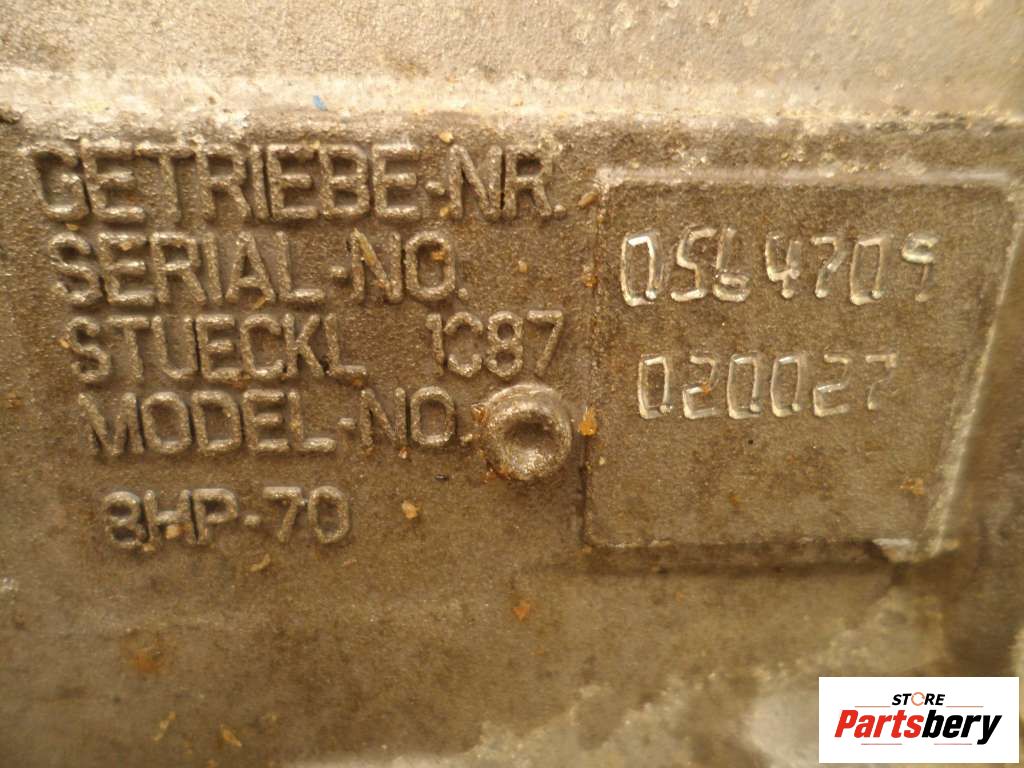 GETRIEBE-NR.
SERIAL-NO. 0564709
STUECKL 1087
MODEL-NO. 020027
8HP-70
STORE
Partsbery